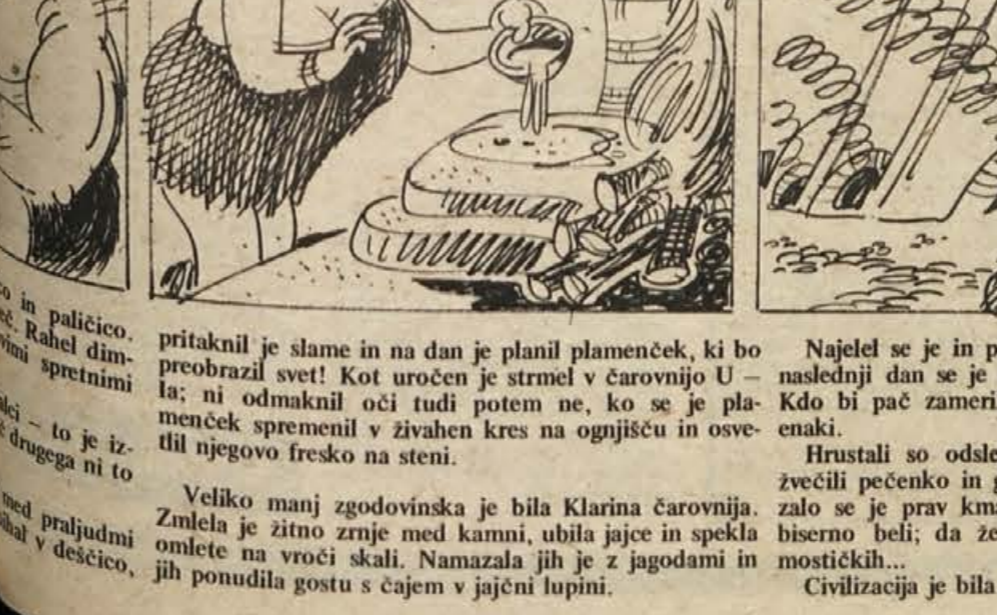 in paličico.
Rahel dim-
spretnimi
to je iz-
drugega ni to
med praljudmi
v deščico,
pritaknil je slame in na dan je planil plamenček, ki bo
preobrazil svet! Kot uročen je strmel v čarovnijo U –
la; ni odmaknil oči tudi potem ne, ko se je pla-
menček spremenil v živahen kres na ognjišču in osve-
tlil njegovo fresko na steni.
Veliko manj zgodovinska je bila Klarina čarovnija.
Zmlela je žitno zrnje med kamni, ubila jajce in spekla
omlete na vroči skali. Namazala jih je z jagodami in
jih ponudila gostu s čajem v jajčni lupini.
Najelel se je in p
naslednji dan se je
Kdo bi pač zameri
enaki.
Hrustali so odsle
žvečili pečenko in
zalo se je prav kma
biserno beli; da že
mostičkih...
Civilizacija je bila